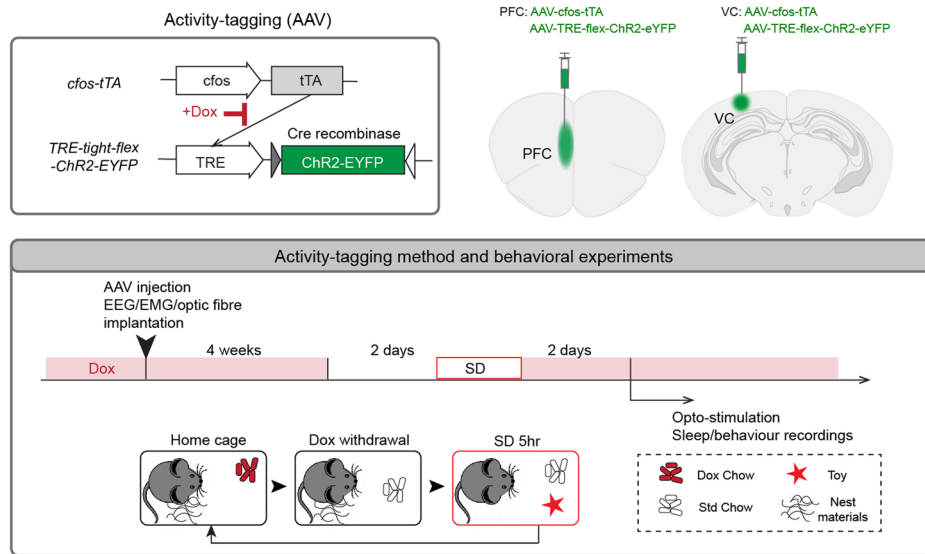 Activity-tagging (AAV)
cfos-tTA
cfos
tTA
+Dox
Cre recombinase
TRE-tight-flex
-ChR2-EYFP
TRE
ChR2-EYFP
PFC: AAV-cfos-tTA
AAV-TRE-flex-ChR2-eYFP
PFC
VC: AAV-cfos-tTA
AAV-TRE-flex-ChR2-eYFP
VC
Activity-tagging method and behavioral experiments
AAV injection
EEG/EMG/optic fibre
implantation
Dox
4 weeks
2 days
SD
2 days
Opto-stimulation
Sleep/behaviour recordings
Home cage
Dox withdrawal
SD 5hr
Dox Chow
Toy
Std Chow
Nest
materials